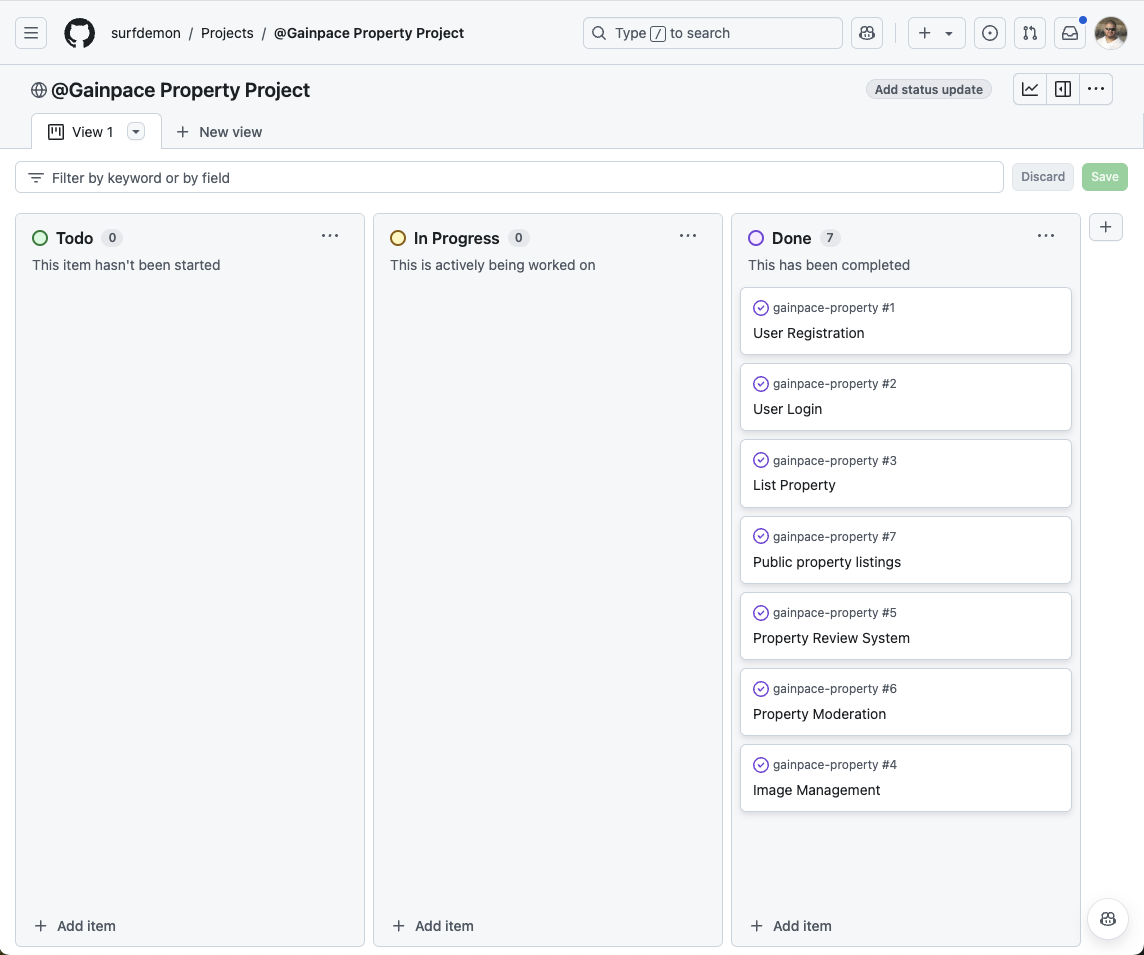 surfdemon / Projects / @Gainpace Property Project
Type / to search
@Gainpace Property Project
Add status update
View 1
New view
Filter by keyword or by field
Discard
Save
Todo 0
This item hasn't been started
Add item
In Progress 0
This is actively being worked on
Add item
Done 7
This has been completed
gainpace-property #1
User Registration
gainpace-property #2
User Login
gainpace-property #3
List Property
gainpace-property #7
Public property listings
gainpace-property #5
Property Review System
gainpace-property #6
Property Moderation
gainpace-property #4
Image Management
Add item